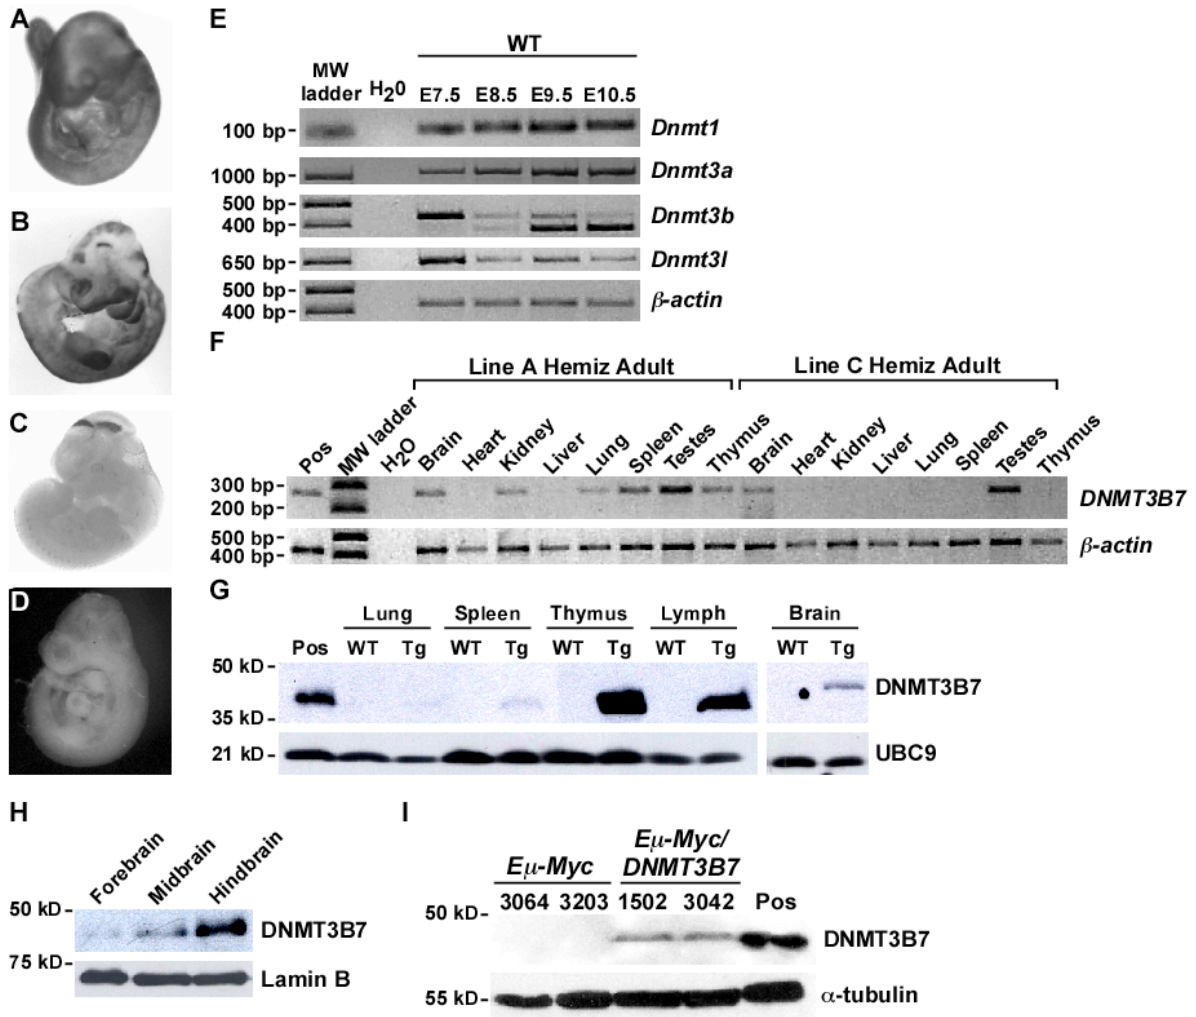 A
B
C
D
E
WT
MW
ladder H20 E7.5 E8.5 E9.5 E10.5
100 bp- Dnmt1
1000 bp- Dnmt3a
500 bp-
400 bp- Dnmt3b
650 bp- Dnmt3l
500 bp-
400 bp- β-actin
F
Line A Hemiz Adult Line C Hemiz Adult
Pos MW ladder H2O Brain Heart Kidney Liver Lung Spleen Testes Thymus Brain Heart Kidney Liver Lung Spleen Testes Thymus
300 bp-
200 bp- DNMT3B7
500 bp-
400 bp- β-actin
G
Lung Spleen Thymus Lymph Brain
Pos WT Tg WT Tg WT Tg WT Tg WT Tg
50 kD-
DNMT3B7
35 kD-
21 kD- UBC9
H
Forebrain Midbrain Hindbrain
50 kD-
DNMT3B7
75 kD-
Lamin B
I
Eμ-Myc/
Eμ-Myc DNMT3B7
3064 3203 1502 3042 Pos
50 kD-
DNMT3B7
55 kD- α-tubulin